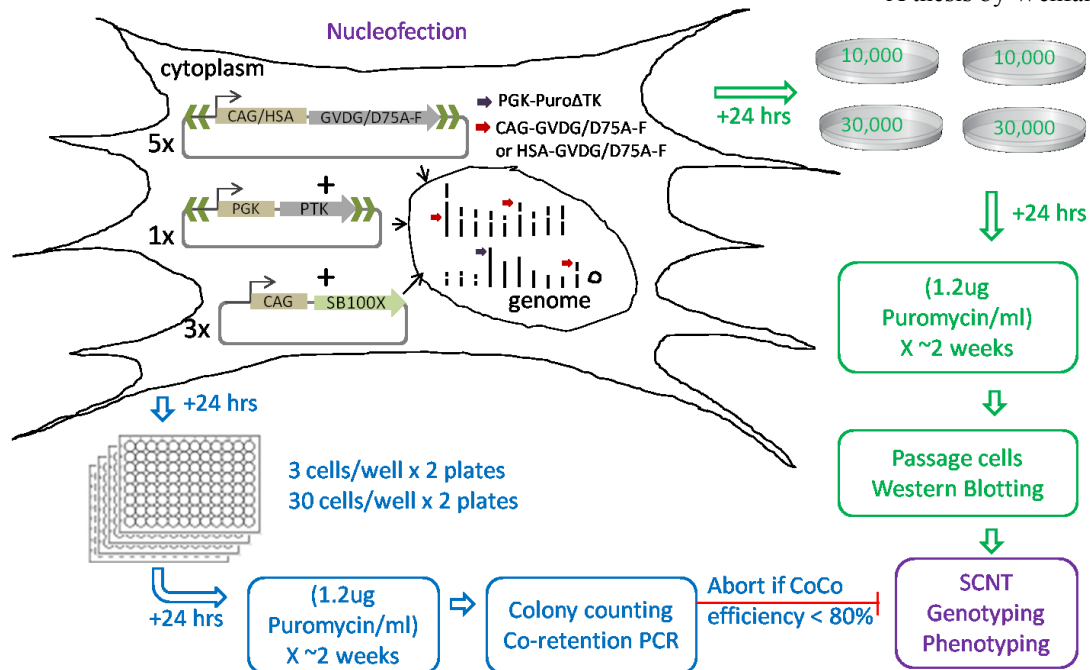 A thesis by
Nucleofection
cytoplasm
CAG/HSA
GVDG/D75A-F
5x
PGK-PuroΔTK
CAG-GVDG/D75A-F
or HSA-GVDG/D75A-F
+
PGK
PTK
1x
+
CAG
SB100X
3x
genome
+24 hrs
10,000
10,000
30,000
30,000
+24 hrs
(1.2ug
Puromycin/ml)
X ~2 weeks
Passage cells
Western Blotting
SCNT
Genotyping
Phenotyping
+24 hrs
3 cells/well x 2 plates
30 cells/well x 2 plates
+24 hrs
(1.2ug
Puromycin/ml)
X ~2 weeks
Colony counting
Co-retention PCR
Abort if CoCo
efficiency < 80%